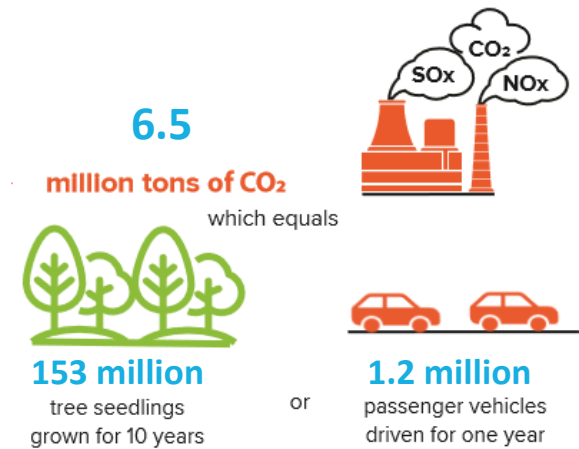 CO₂
SOx
NOx
6.5
million tons of CO₂
which equals
153 million
tree seedlings
grown for 10 years
or
1.2 million
passenger vehicles
driven for one year